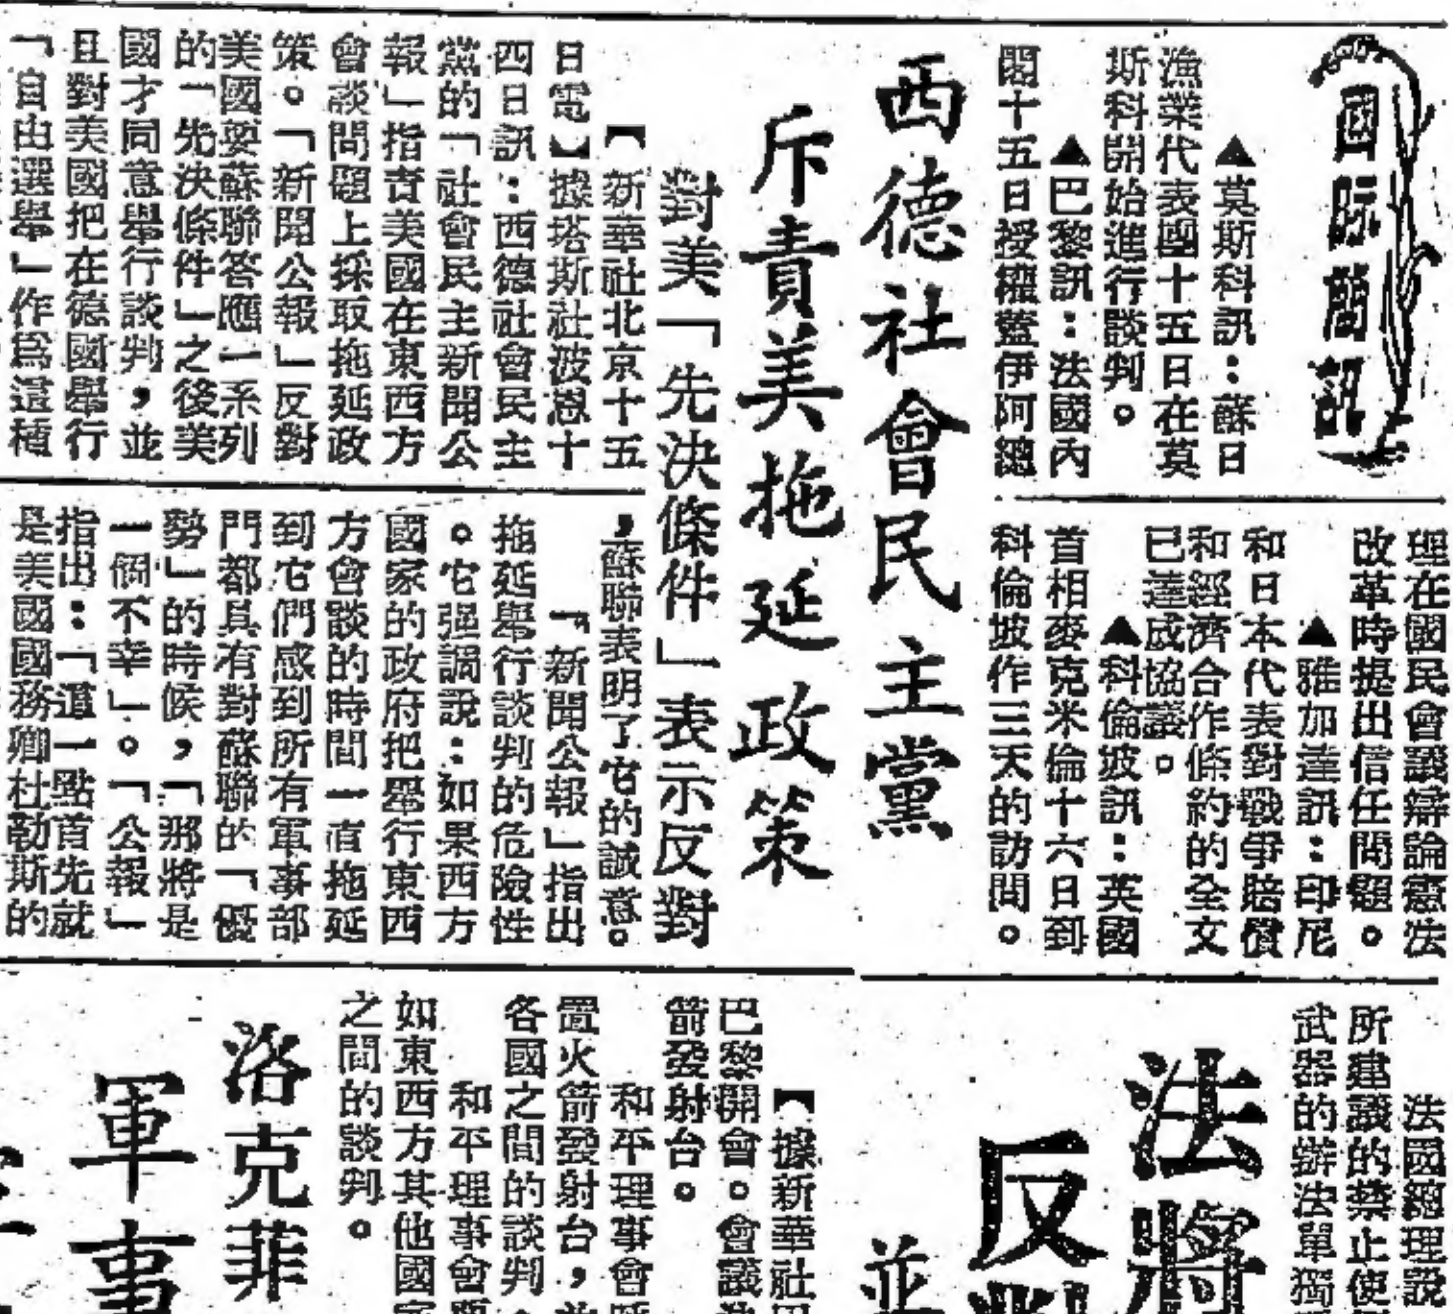 國际簡訊
▲莫斯科訊：蘇日
漁業代表團十五日在莫
斯科開始進行談判。
▲巴黎訊：法國內
閣十五日授權蓋伊阿總
理在國民會議辯論憲法
改革時提出信任問題。
▲雅加達訊：印尼
和日本代表對戰爭賠償
和經濟合作條約的全文
已達成協議。
▲科倫坡訊：英國
首相麥克米倫十六日到
科倫坡作三天的訪問。
西德社會民主黨
斥責美拖延政策
對美「先決條件」表示反對
【新華社北京十五
日電】據塔斯社波恩十
四日訊：西德社會民主
黨的「社會民主新聞公
報」指責美國在東西方
會談問題上採取拖延政
策。「新聞公報」反對
美國要蘇聯答應一系列
的「先決條件」之後美
國才同意舉行談判，並
且對美國把在德國舉行
「自由選舉」作爲這種
，蘇聯表明了它的誠意。
「新聞公報」指出
拖延舉行談判的危險性
。它强調說：如果西方
國家的政府把舉行東西
方會談的時間一直拖延
到它們感到所有軍事部
門都具有對蘇聯的「優
勢」的時候，「那將是
一個不幸」。「公報」
指出：「這一點首先就
是美國國務卿杜勒斯的
法國總理說
所建議的禁止使
武器的辦法單獨
法將
反對
並
【據新華社巴
巴黎開會。會議
箭發射台。
和平理事會
置火箭發射台，並
各國之間的談判，
和平理事會
如東西方其他國家
之間的談判。
洛克菲
軍事